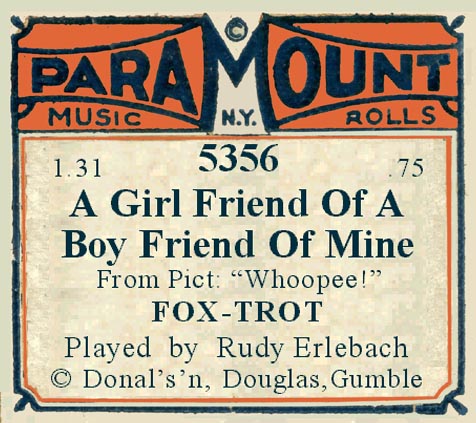 ©
PARAMOUNT
MUSIC N.Y. ROLLS
5356
1.31 .75
A Girl Friend Of A
Boy Friend Of Mine
From Pict: “Whoopee!”
FOX-TROT
Played by Rudy Erlebach
© Donal's'n, Douglas,Gumble